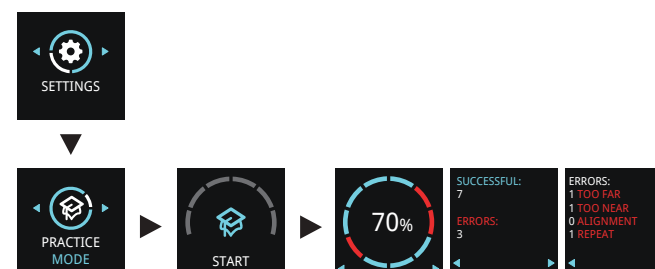 SETTINGS
PRACTICE
MODE
START
70%
SUCCESSFUL:
7
ERRORS:
3
ERRORS:
1 TOO FAR
1 TOO NEAR
0 ALIGNMENT
1 REPEAT